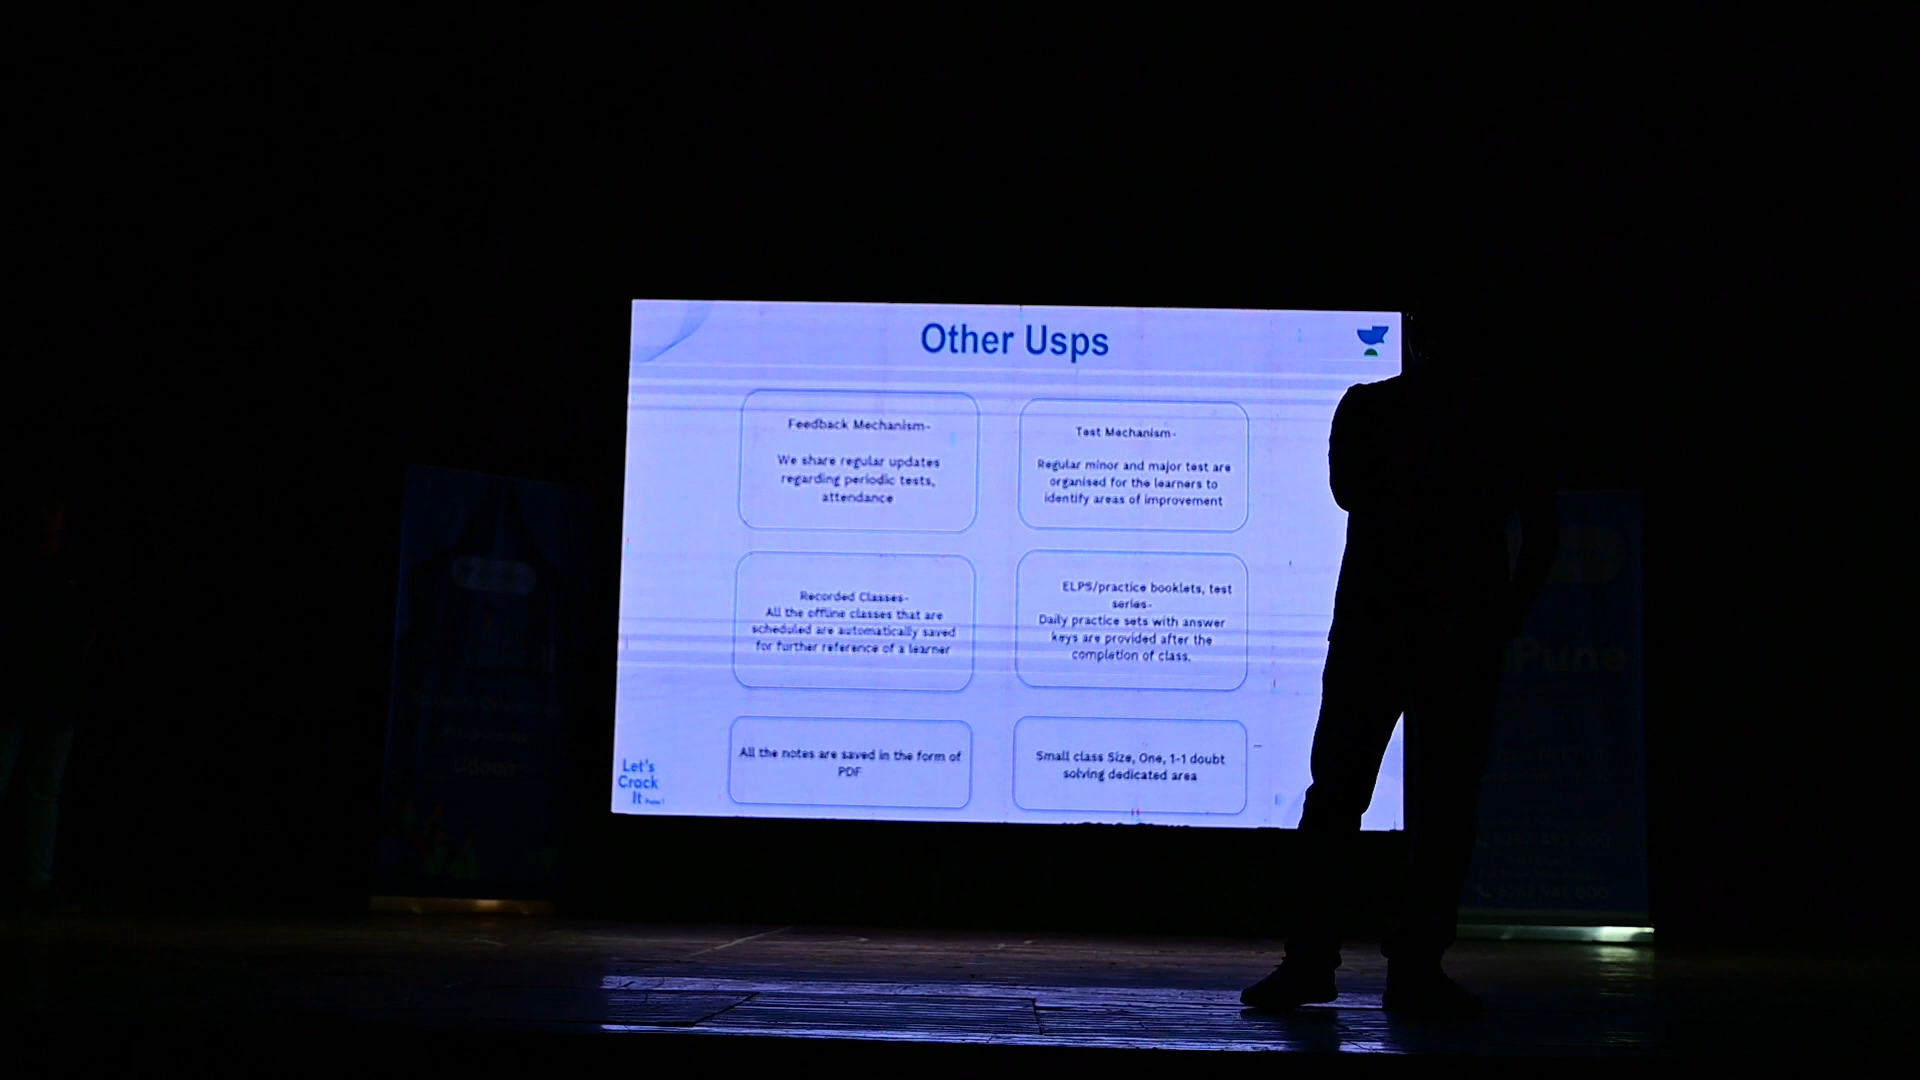 Other Usps
Feedback Mechanism-
We share regular updates
regarding periodic tests,
attendance
Test Mechanism-
Regular minor and major test are
organised for the learners to
identify areas of improvement
Recorded Classes-
All the offline classes that are
scheduled are automatically saved
for further reference of a learner
ELPS/practice booklets, test
series-
Daily practice sets with answer
keys are provided after the
completion of class.
All the notes are saved in the form of
PDF
Small class Size, One, 1-1 doubt
solving dedicated area
Let's
Crack
It
Pune